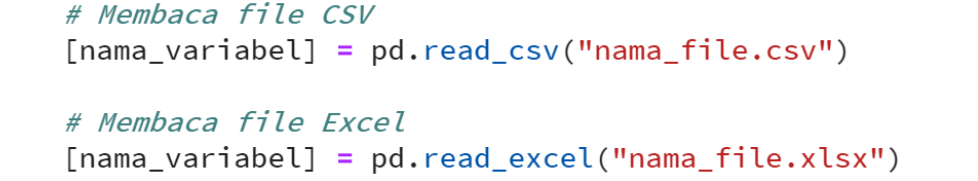 # Membaca file CSV
[nama_variabel] = pd.read_csv("nama_file.csv")
# Membaca file Excel
[nama_variabel] = pd.read_excel("nama_file.xlsx")